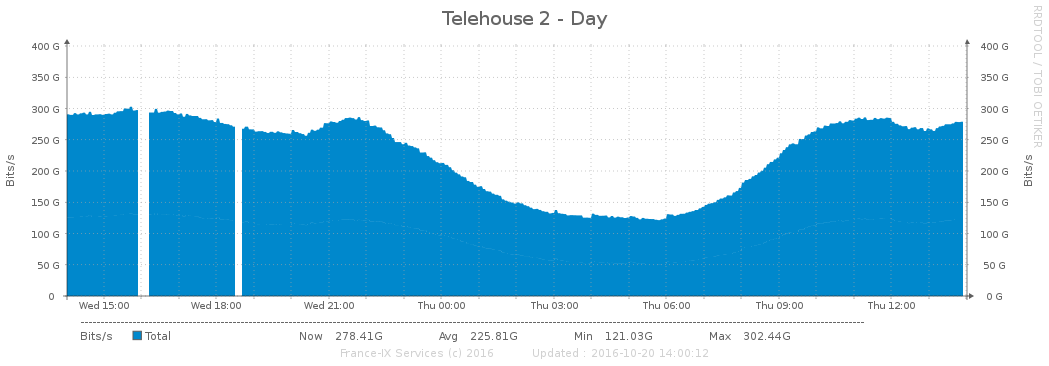 Telehouse 2 - Day
RRDTOOL / TOBI OETIKER
Bits/s
400 G 400 G
350 G 350 G
300 G 300 G
250 G 250 G
200 G 200 G
150 G 150 G
100 G 100 G
50 G 50 G
0 0 G
Bits/s
Wed 15:00 Wed 18:00 Wed 21:00 Thu 00:00 Thu 03:00 Thu 06:00 Thu 09:00 Thu 12:00
Bits/s Total Now 278.41G Avg 225.81G Min 121.03G Max 302.44G
France-IX Services (c) 2016 Updated : 2016-10-20 14:00:12